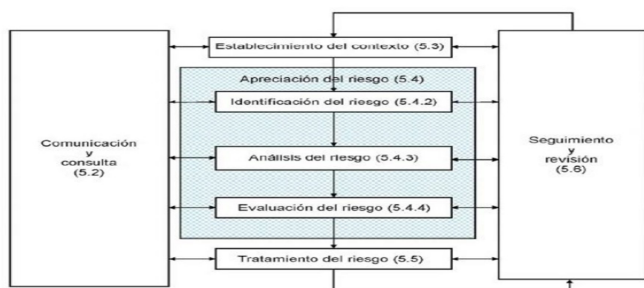 Establecimiento del contexto (5.3)
Apreciación del riesgo (5.4)
Identificación del riesgo (5.4.2)
Comunicación
y
consulta
(5.2)
Análisis del riesgo (5.4.3)
Seguimiento
y
revisión
(5.6)
Evaluación del riesgo (5.4.4)
Tratamiento del riesgo (5.5)